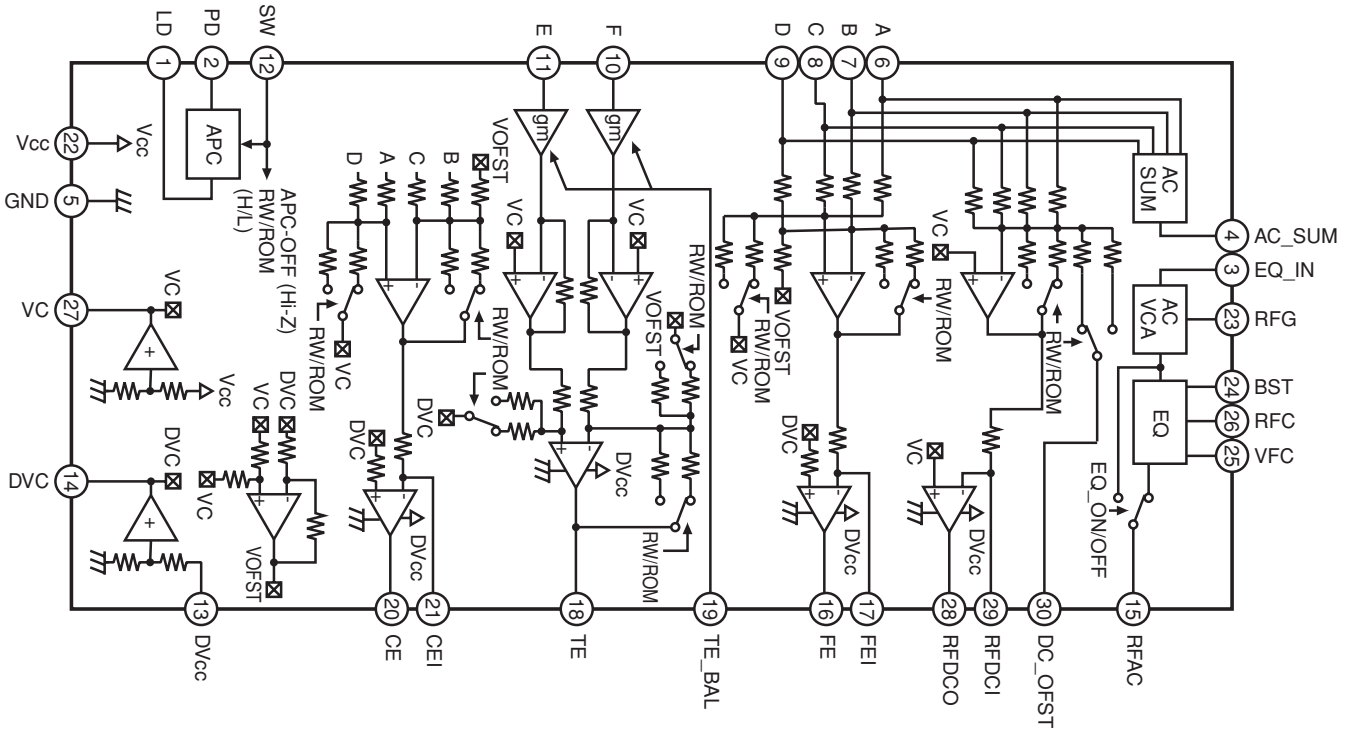 LD
PD
SW
E
F
D
C
B
A
1
2
12
11
10
9
8
7
6
Vcc
22
Vcc
GND
5
APC
APC-OFF (Hi-Z)
RW/ROM
(H/L)
gm
gm
VOFST
D
A
C
B
VC
VC
AC
SUM
4
AC_SUM
3
EQ_IN
AC
VCA
23
RFG
24
BST
26
RFC
25
VFC
EQ
EQ_ON/OFF
VC
27
VC
+
Vcc
RW/ROM
VC
+
-
RW/ROM
+
-
-
+
RW/ROM
VOFST
RW/ROM
VC
RW/ROM
VOFST
+
-
RW/ROM
VC
+
-
RW/ROM
RW/ROM
DVC
14
DVC
+
VC
DVC
VC
+
-
VOFST
DVC
+
-
DVcc
DVC
RW/ROM
+
-
DVcc
RW/ROM
DVC
+
-
DVcc
VC
+
-
DVcc
13
DVcc
20
CE
21
CEI
18
TE
19
TE_BAL
16
FE
17
FEI
28
RFDCO
29
RFDCI
30
DC_OFST
15
RFAC